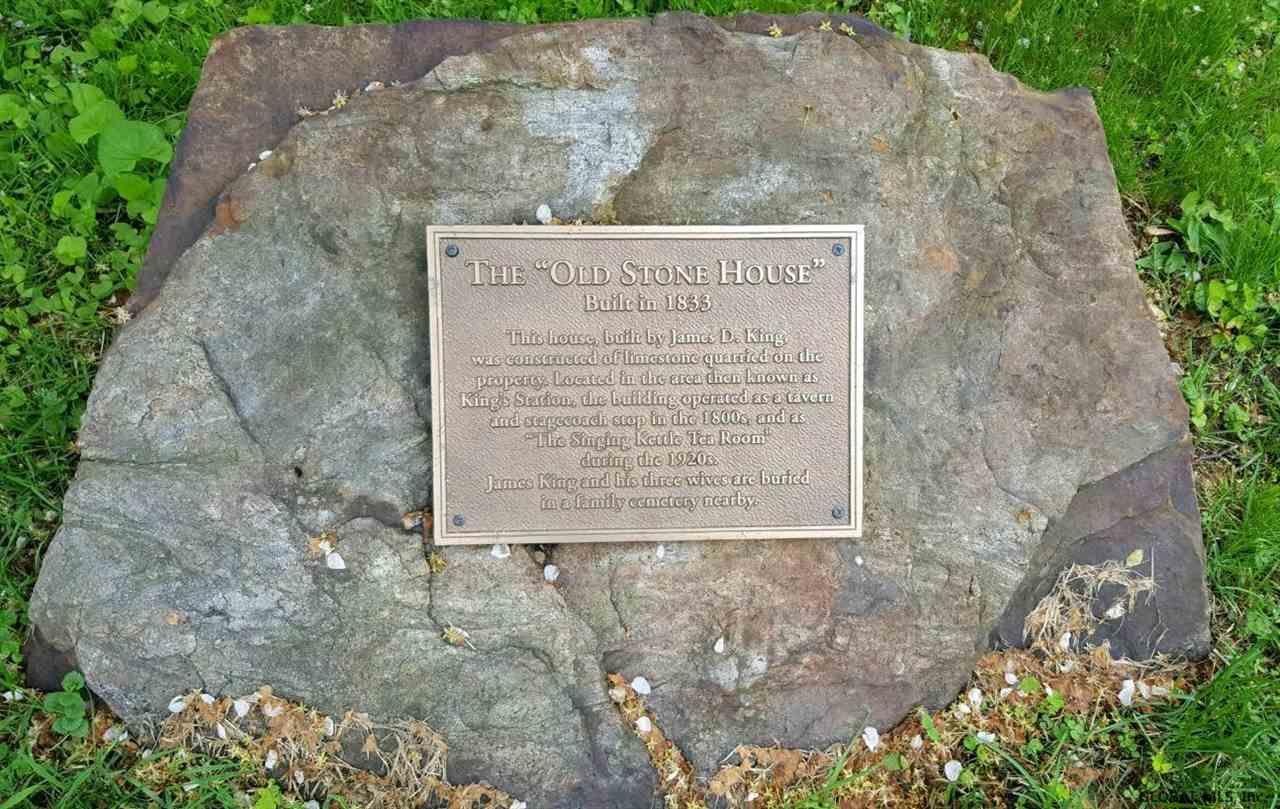 THE “OLD STONE HOUSE”
Built in 1833
This house, built by James D. King,
was constructed of limestone quarried on the
property. Located in the area then known as
King's Station, the building operated as a tavern
and stagecoach stop in the 1800s, and as
“The Singing Kettle Tea Room”
during the 1920s.
James King and his three wives are buried
in a family cemetery nearby.